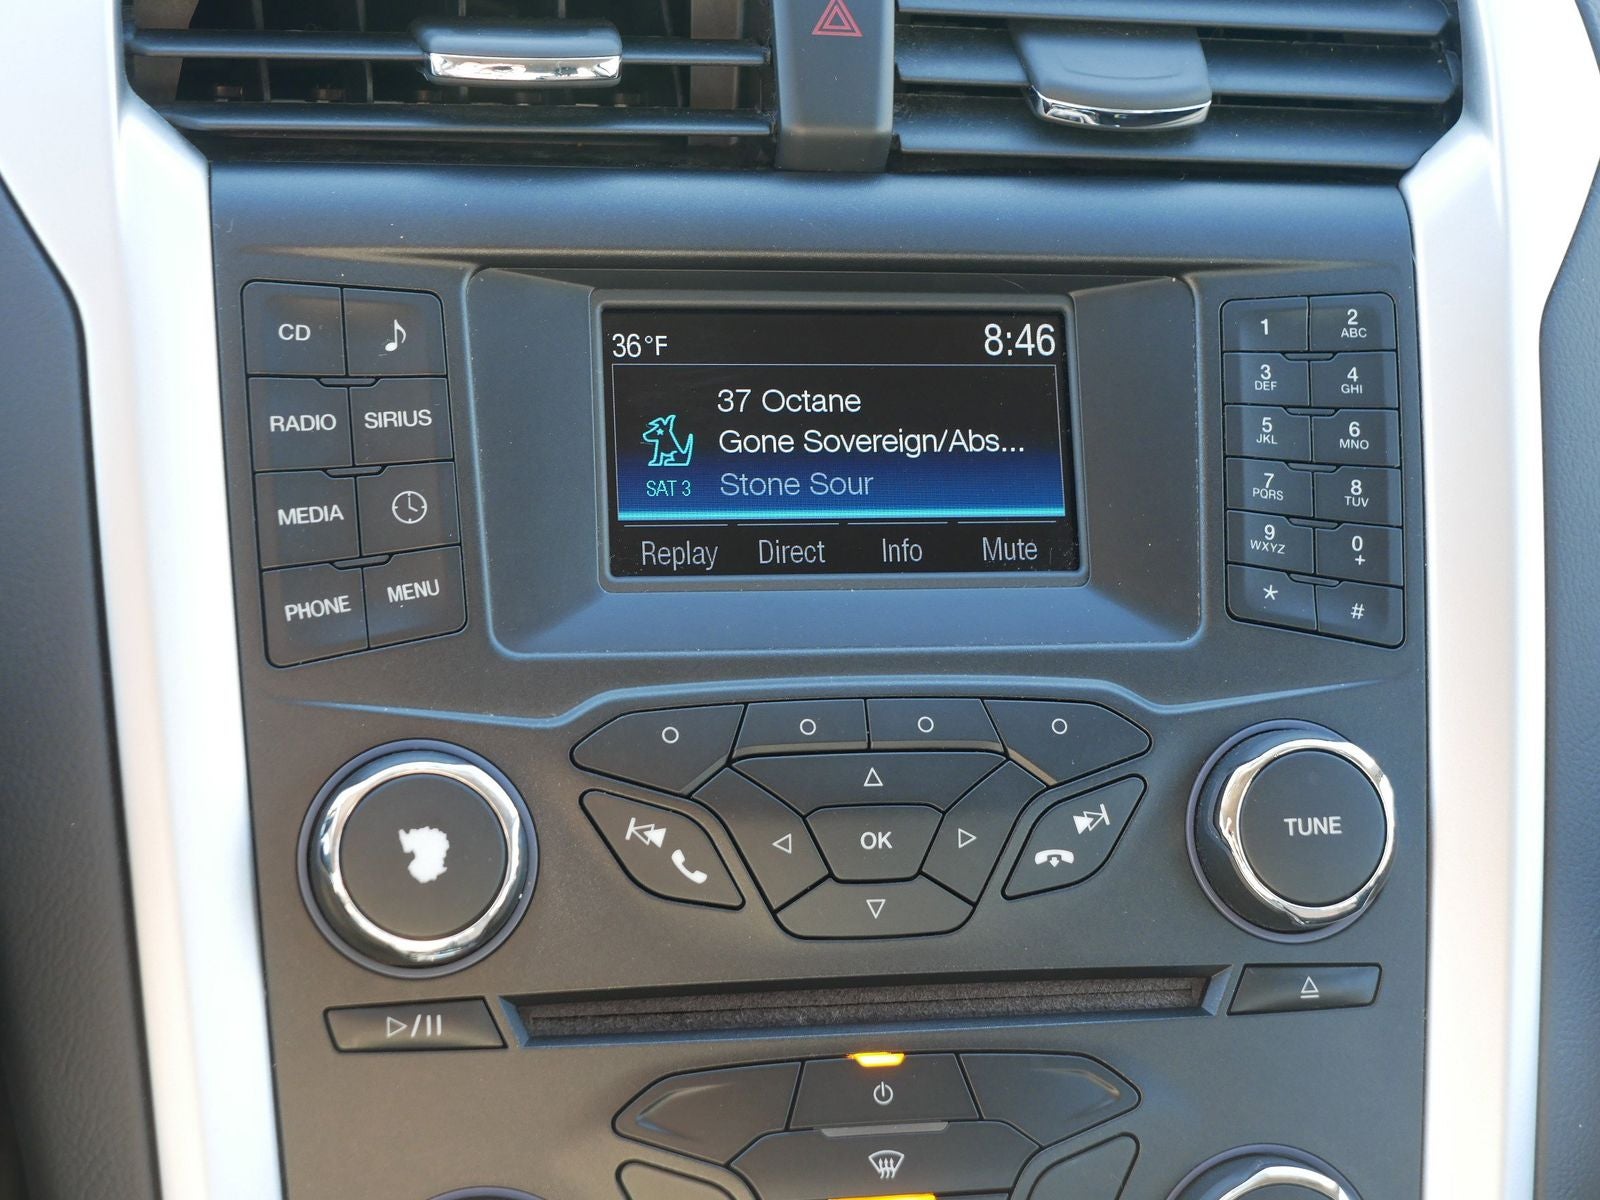 CD
RADIO
SIRIUS
MEDIA
PHONE
MENU
36°F
8:46
37 Octane
Gone Sovereign/Abs...
SAT 3
Stone Sour
Replay
Direct
Info
Mute
1
2
ABC
3
DEF
4
GHI
5
JKL
6
MNO
7
PQRS
8
TUV
9
WXYZ
0
+
*
#
OK
TUNE